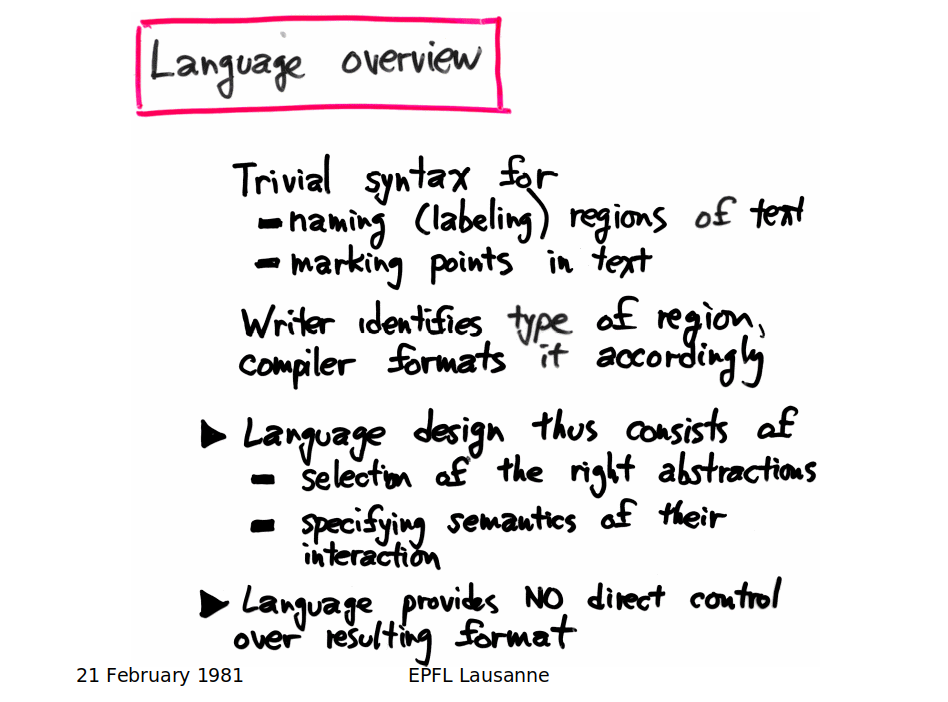 Language overview
Trivial syntax for
- naming (labeling) regions of text
- marking points in text
Writer identifies type of region,
compiler formats it accordingly
▶ Language design thus consists of
- selection of the right abstractions
- specifying semantics of their
interaction
▶ Language provides NO direct control
over resulting format
21 February 1981 EPFL Lausanne